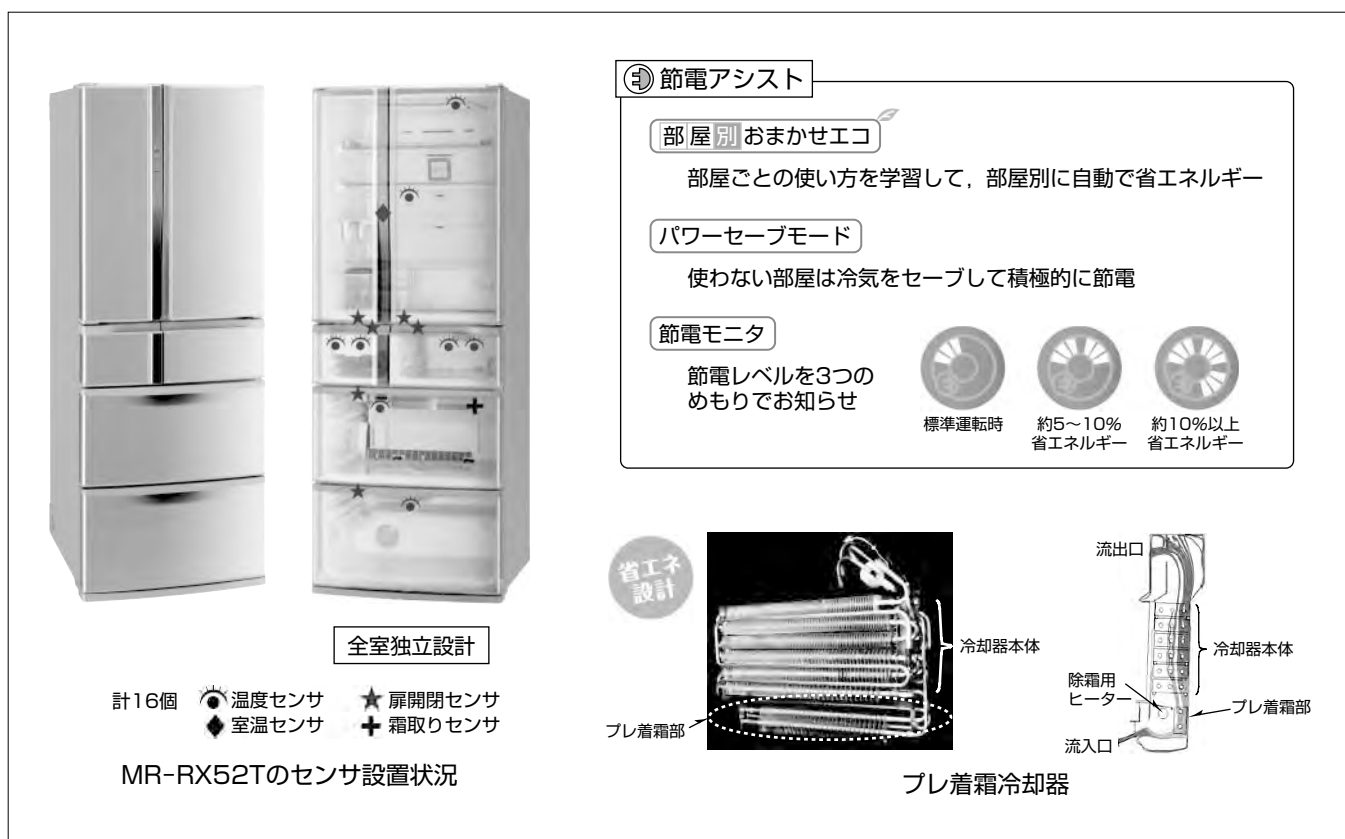 節電アシスト
部屋別おまかせエコ
部屋ごとの使い方を学習して，部屋別に自動で省エネルギー
パワーセーブモード
使わない部屋は冷気をセーブして積極的に節電
節電モニタ
節電レベルを3つの
めもりでお知らせ
標準運転時
約5〜10%
省エネルギー
約10%以上
省エネルギー
全室独立設計
計16個
温度センサ
扉開閉センサ
室温センサ
霜取りセンサ
MR-RX52Tのセンサ設置状況
省エネ
設計
冷却器本体
プレ着霜部
流出口
冷却器本体
除霜用
ヒーター
プレ着霜部
流入口
プレ着霜冷却器